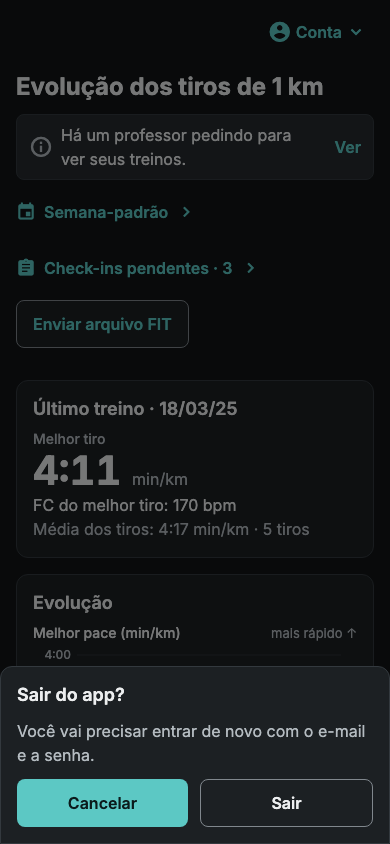 Conta
Evolução dos tiros de 1 km
Há um professor pedindo para
ver seus treinos.
Ver
Semana-padrão
Check-ins pendentes · 3
Enviar arquivo FIT
Último treino · 18/03/25
Melhor tiro
4:11 min/km
FC do melhor tiro: 170 bpm
Média dos tiros: 4:17 min/km · 5 tiros
Evolução
Melhor pace (min/km)
mais rápido ↑
4:00
Sair do app?
Você vai precisar entrar de novo com o e-mail
e a senha.
Cancelar
Sair